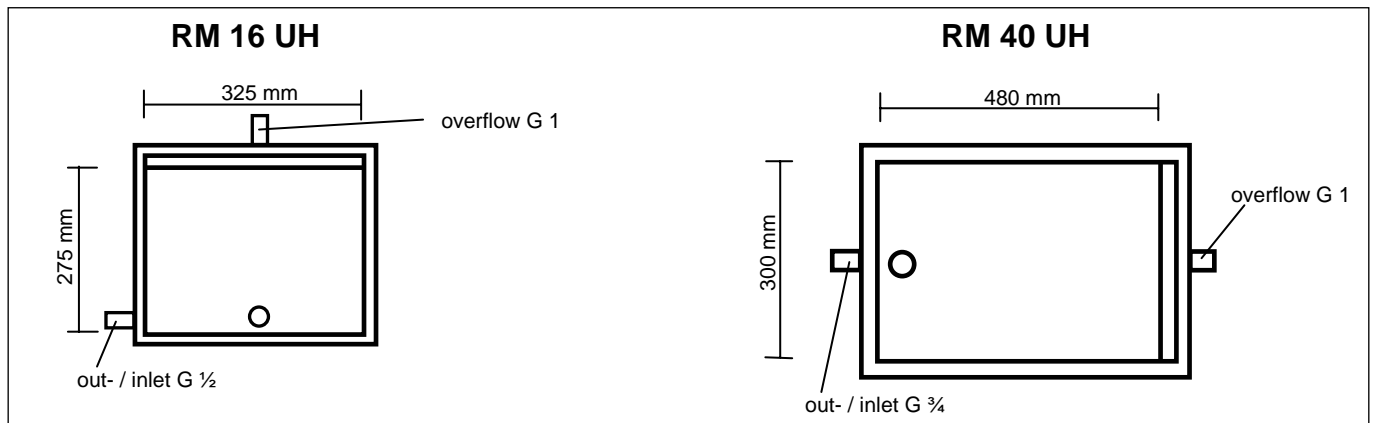 RM 16 UH
325 mm
overflow G 1
275 mm
out- / inlet G ½
RM 40 UH
480 mm
overflow G 1
300 mm
out- / inlet G ¾